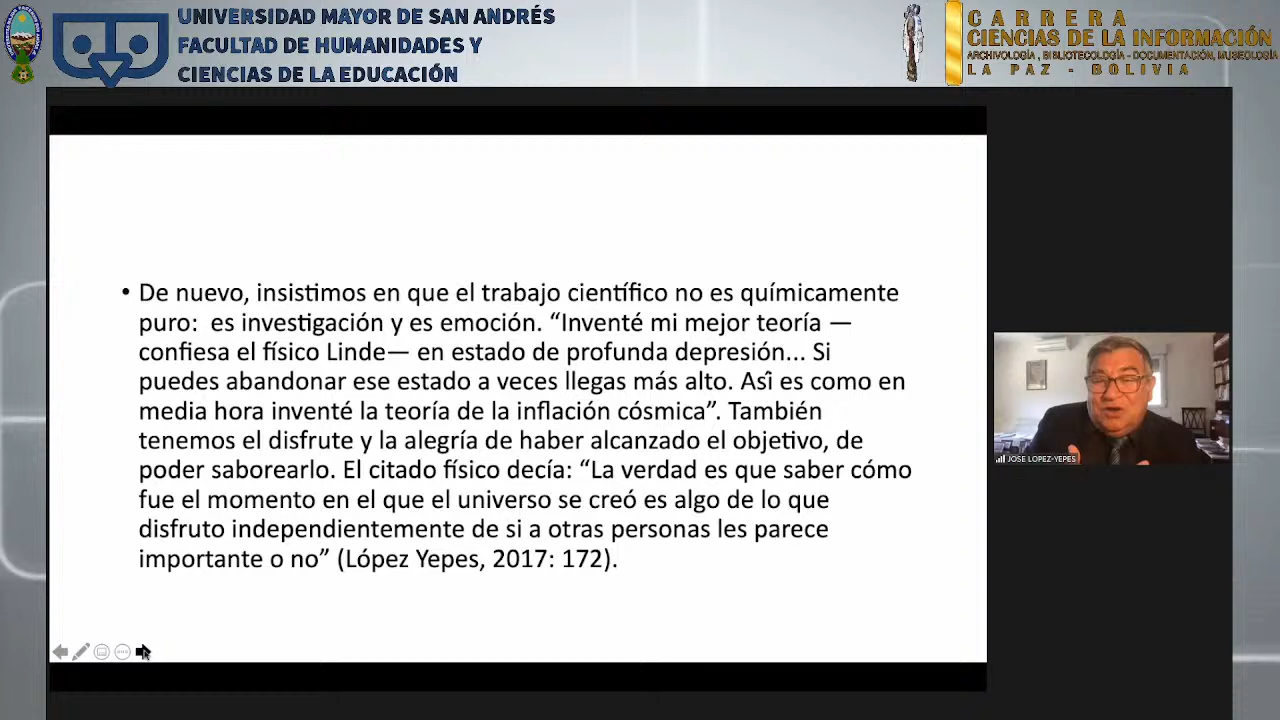 UNIVERSIDAD MAYOR DE SAN ANDRÉS
FACULTAD DE HUMANIDADES Y
CIENCIAS DE LA EDUCACIÓN
CARRERA
CIENCIAS DE LA INFORMACIÓN
ARCHIVOLOGÍA, BIBLIOTECOLOGÍA - DOCUMENTACIÓN, MUSEOLOGÍA
LA PAZ - BOLIVIA
• De nuevo, insistimos en que el trabajo científico no es químicamente
puro:  es investigación y es emoción. “Inventé mi mejor teoría —
confiesa el físico Linde— en estado de profunda depresión... Si
puedes abandonar ese estado a veces llegas más alto. Así es como en
media hora inventé la teoría de la inflación cósmica”. También
tenemos el disfrute y la alegría de haber alcanzado el objetivo, de
poder saborearlo. El citado físico decía: “La verdad es que saber cómo
fue el momento en el que el universo se creó es algo de lo que
disfruto independientemente de si a otras personas les parece
importante o no” (López Yepes, 2017: 172).
JOSE LOPEZ-YEPES